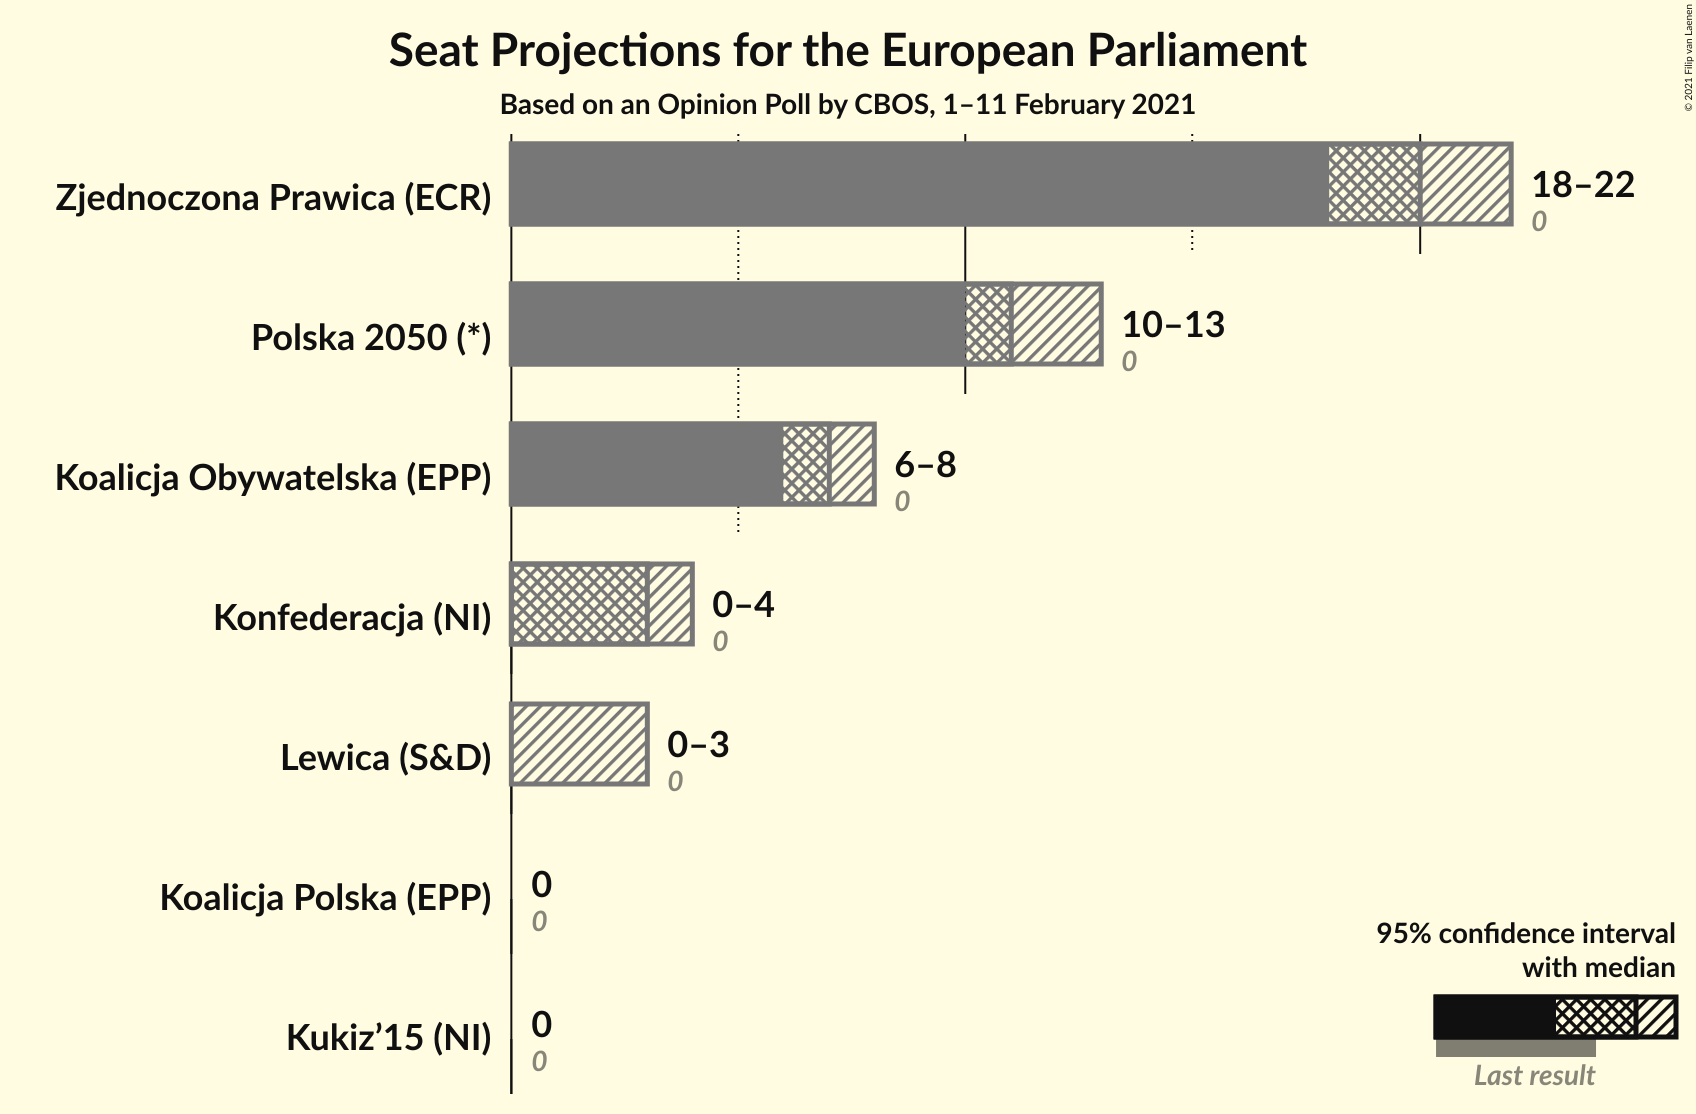 Seat Projections for the European Parliament
Based on an Opinion Poll by CBOS, 1–11 February 2021
© 2021 Filip van Laenen
Zjednoczona Prawica (ECR)
18–22
0
Polska 2050 (*)
10–13
0
Koalicja Obywatelska (EPP)
6–8
0
Konfederacja (NI)
0–4
0
Lewica (S&D)
0–3
0
Koalicja Polska (EPP)
0
0
Kukiz’15 (NI)
0
0
95% confidence interval
with median
Last result